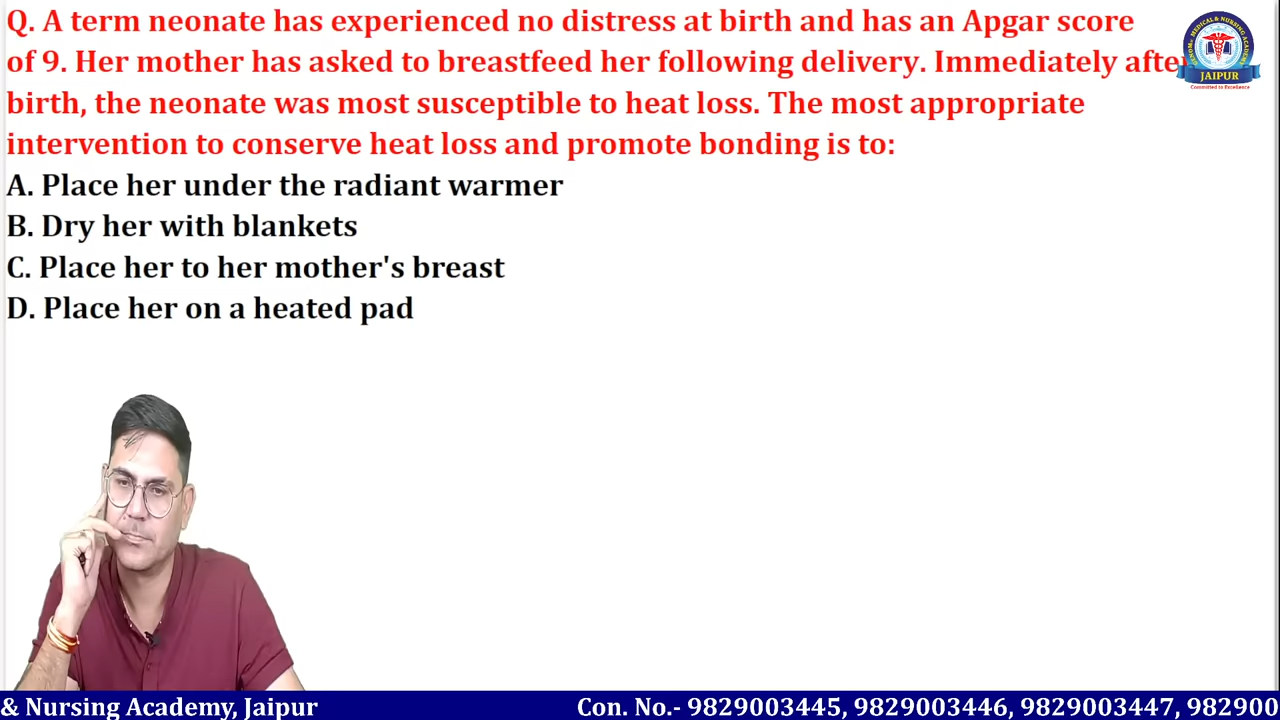 Q. A term neonate has experienced no distress at birth and has an Apgar score
of 9. Her mother has asked to breastfeed her following delivery. Immediately after
birth, the neonate was most susceptible to heat loss. The most appropriate
intervention to conserve heat loss and promote bonding is to:
A. Place her under the radiant warmer
B. Dry her with blankets
C. Place her to her mother's breast
D. Place her on a heated pad
JAIPUR
Committed to Excellence
& Nursing Academy, Jaipur Con. No.- 9829003445, 9829003446, 9829003447, 982900